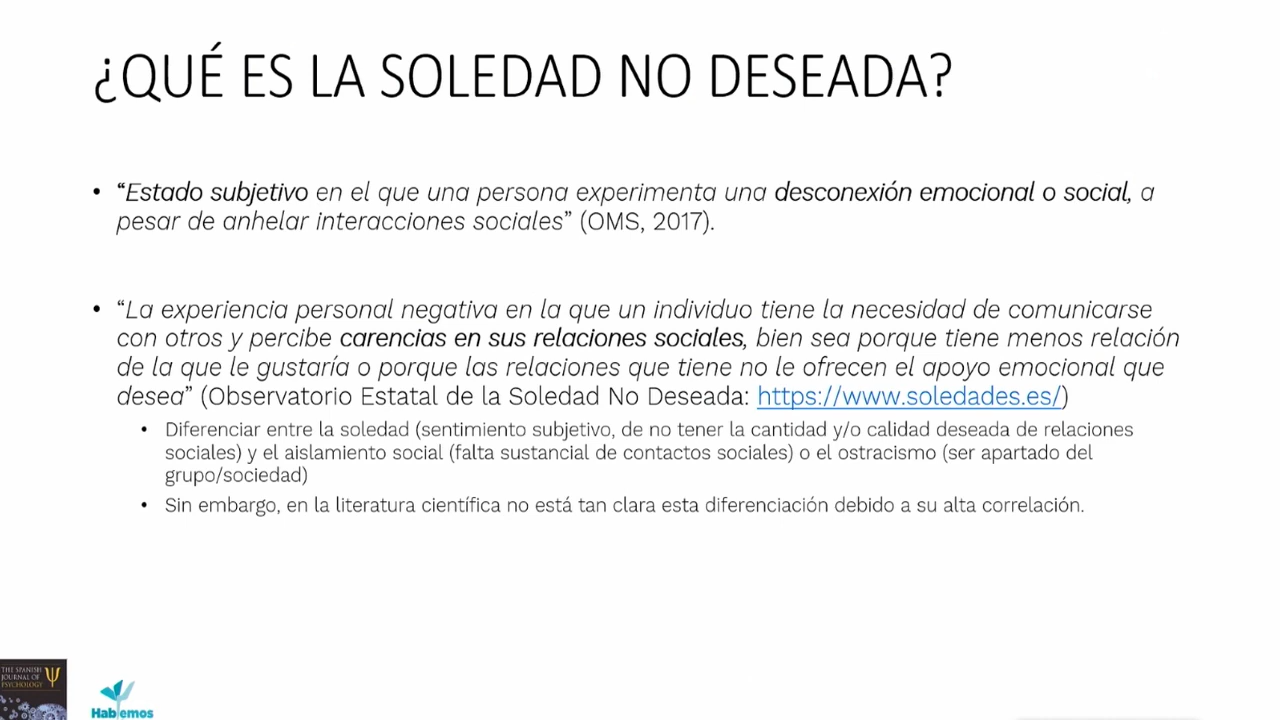 ¿QUÉ ES LA SOLEDAD NO DESEADA?
• “Estado subjetivo en el que una persona experimenta una desconexión emocional o social, a
pesar de anhelar interacciones sociales” (OMS, 2017).
• “La experiencia personal negativa en la que un individuo tiene la necesidad de comunicarse
con otros y percibe carencias en sus relaciones sociales, bien sea porque tiene menos relación
de la que le gustaría o porque las relaciones que tiene no le ofrecen el apoyo emocional que
desea” (Observatorio Estatal de la Soledad No Deseada: https://www.soledades.es/)
• Diferenciar entre la soledad (sentimiento subjetivo, de no tener la cantidad y/o calidad deseada de relaciones
sociales) y el aislamiento social (falta sustancial de contactos sociales) o el ostracismo (ser apartado del
grupo/sociedad)
• Sin embargo, en la literatura científica no está tan clara esta diferenciación debido a su alta correlación.
THE SPANISH
JOURNAL OF
PSYCHOLOGY
Ψ
Hablemos